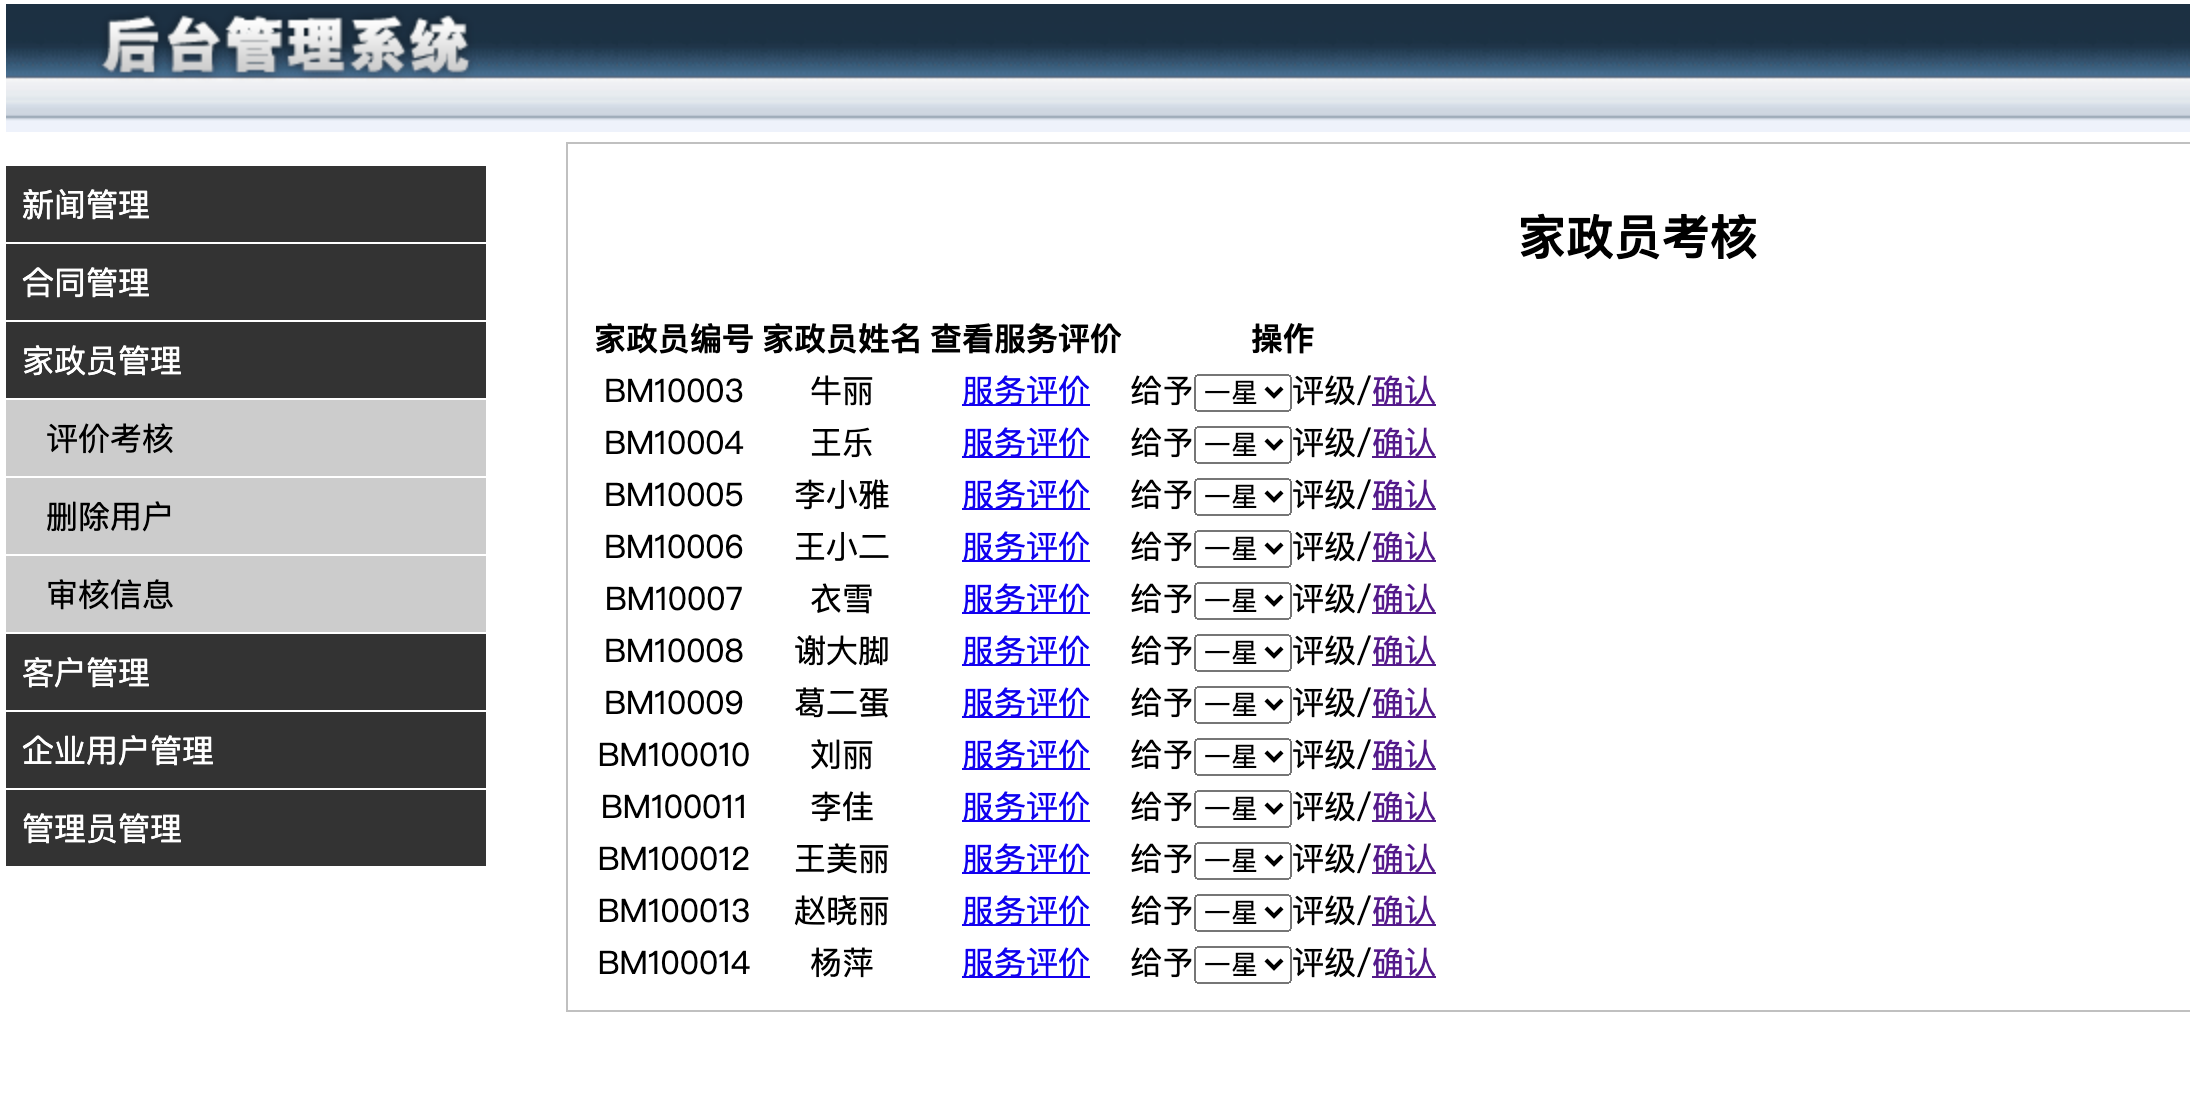 后台管理系统
新闻管理
合同管理
家政员管理
评价考核
删除用户
审核信息
客户管理
企业用户管理
管理员管理
家政员考核
家政员编号 家政员姓名 查看服务评价 操作
BM10003 牛丽 服务评价 给予 一星 评级/确认
BM10004 王乐 服务评价 给予 一星 评级/确认
BM10005 李小雅 服务评价 给予 一星 评级/确认
BM10006 王小二 服务评价 给予 一星 评级/确认
BM10007 衣雪 服务评价 给予 一星 评级/确认
BM10008 谢大脚 服务评价 给予 一星 评级/确认
BM10009 葛二蛋 服务评价 给予 一星 评级/确认
BM100010 刘丽 服务评价 给予 一星 评级/确认
BM100011 李佳 服务评价 给予 一星 评级/确认
BM100012 王美丽 服务评价 给予 一星 评级/确认
BM100013 赵晓丽 服务评价 给予 一星 评级/确认
BM100014 杨萍 服务评价 给予 一星 评级/确认